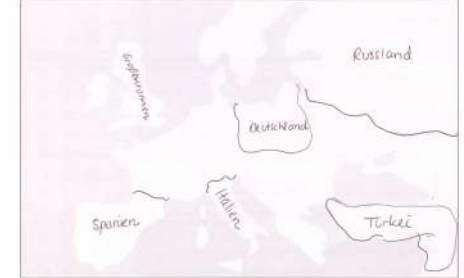 Russland
Großbritannien
Deutschland
Spanien
Italien
Türkei